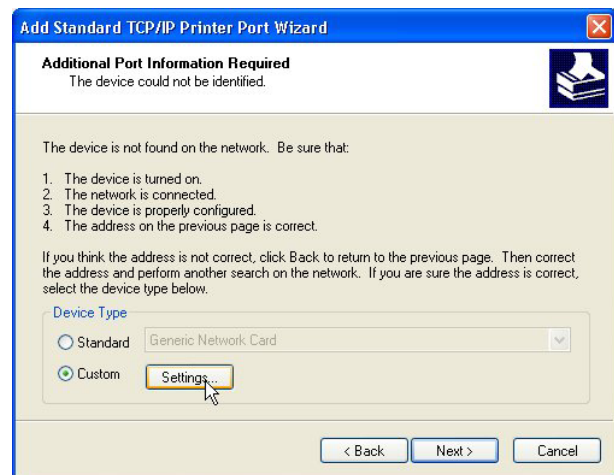 Add Standard TCP/IP Printer Port Wizard
Additional Port Information Required
The device could not be identified.
The device is not found on the network. Be sure that:
1. The device is turned on.
2. The network is connected.
3. The device is properly configured.
4. The address on the previous page is correct.
If you think the address is not correct, click Back to return to the previous page. Then correct
the address and perform another search on the network. If you are sure the address is correct,
select the device type below.
Device Type
Standard Generic Network Card
Custom Settings...
< Back Next > Cancel